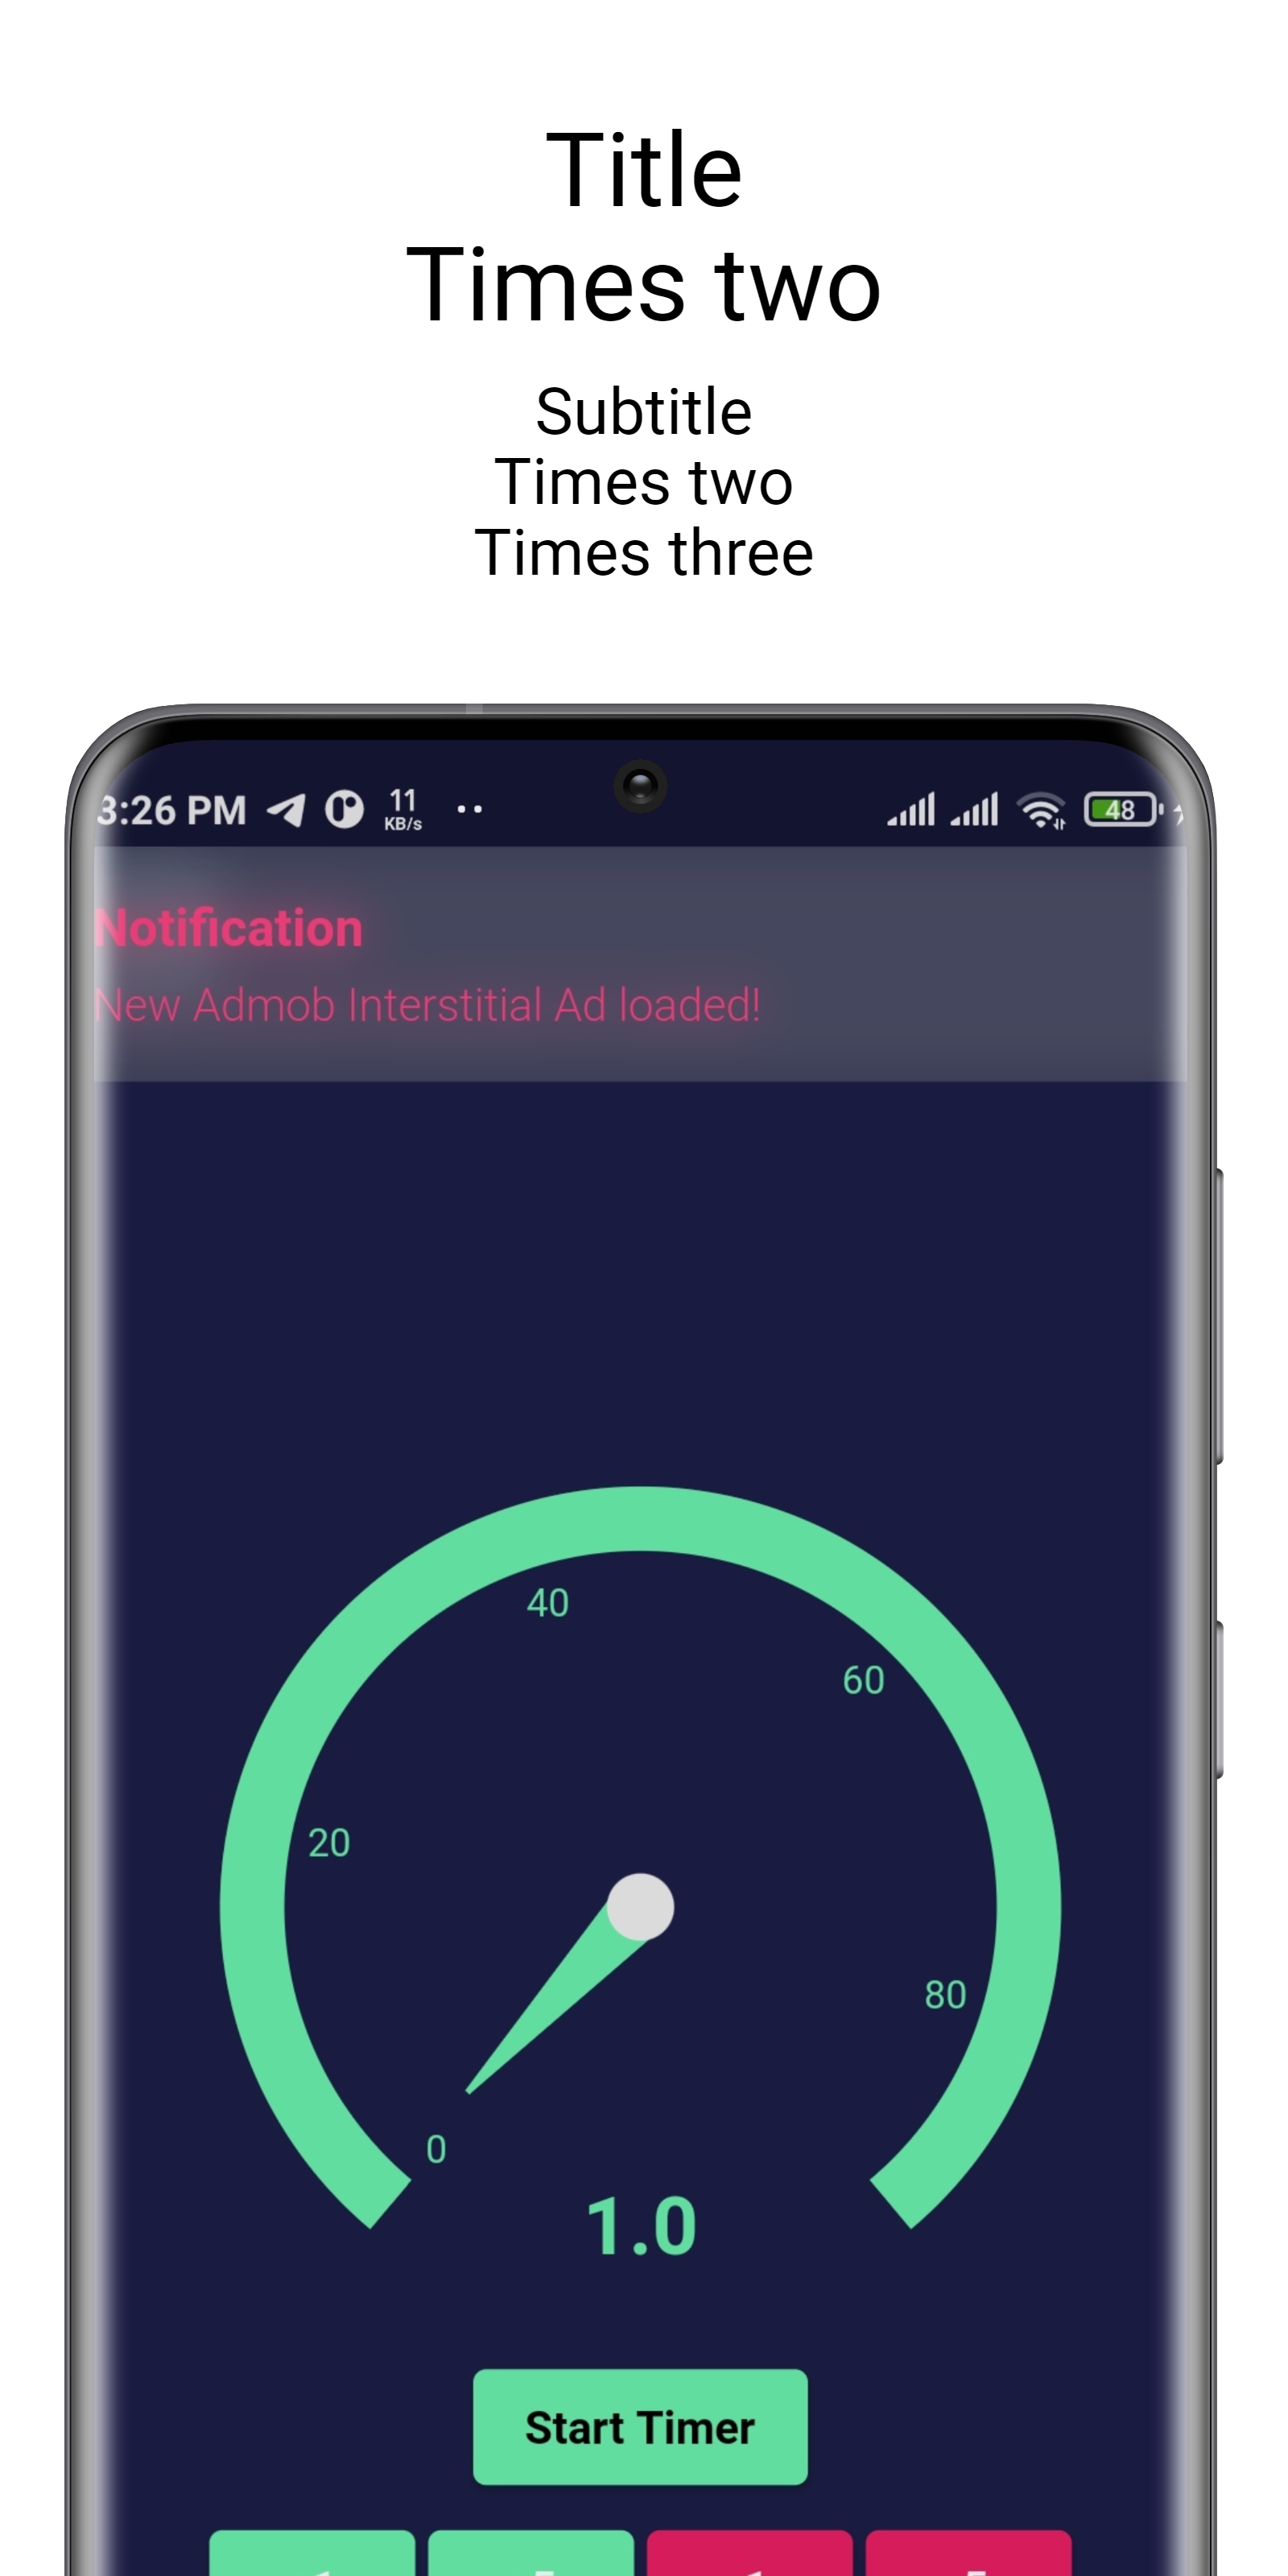 Title
Times two
Subtitle
Times two
Times three
3:26 PM 11 KB/s 48
Notification
New Admob Interstitial Ad loaded!
40
60
20
80
0
1.0
Start Timer